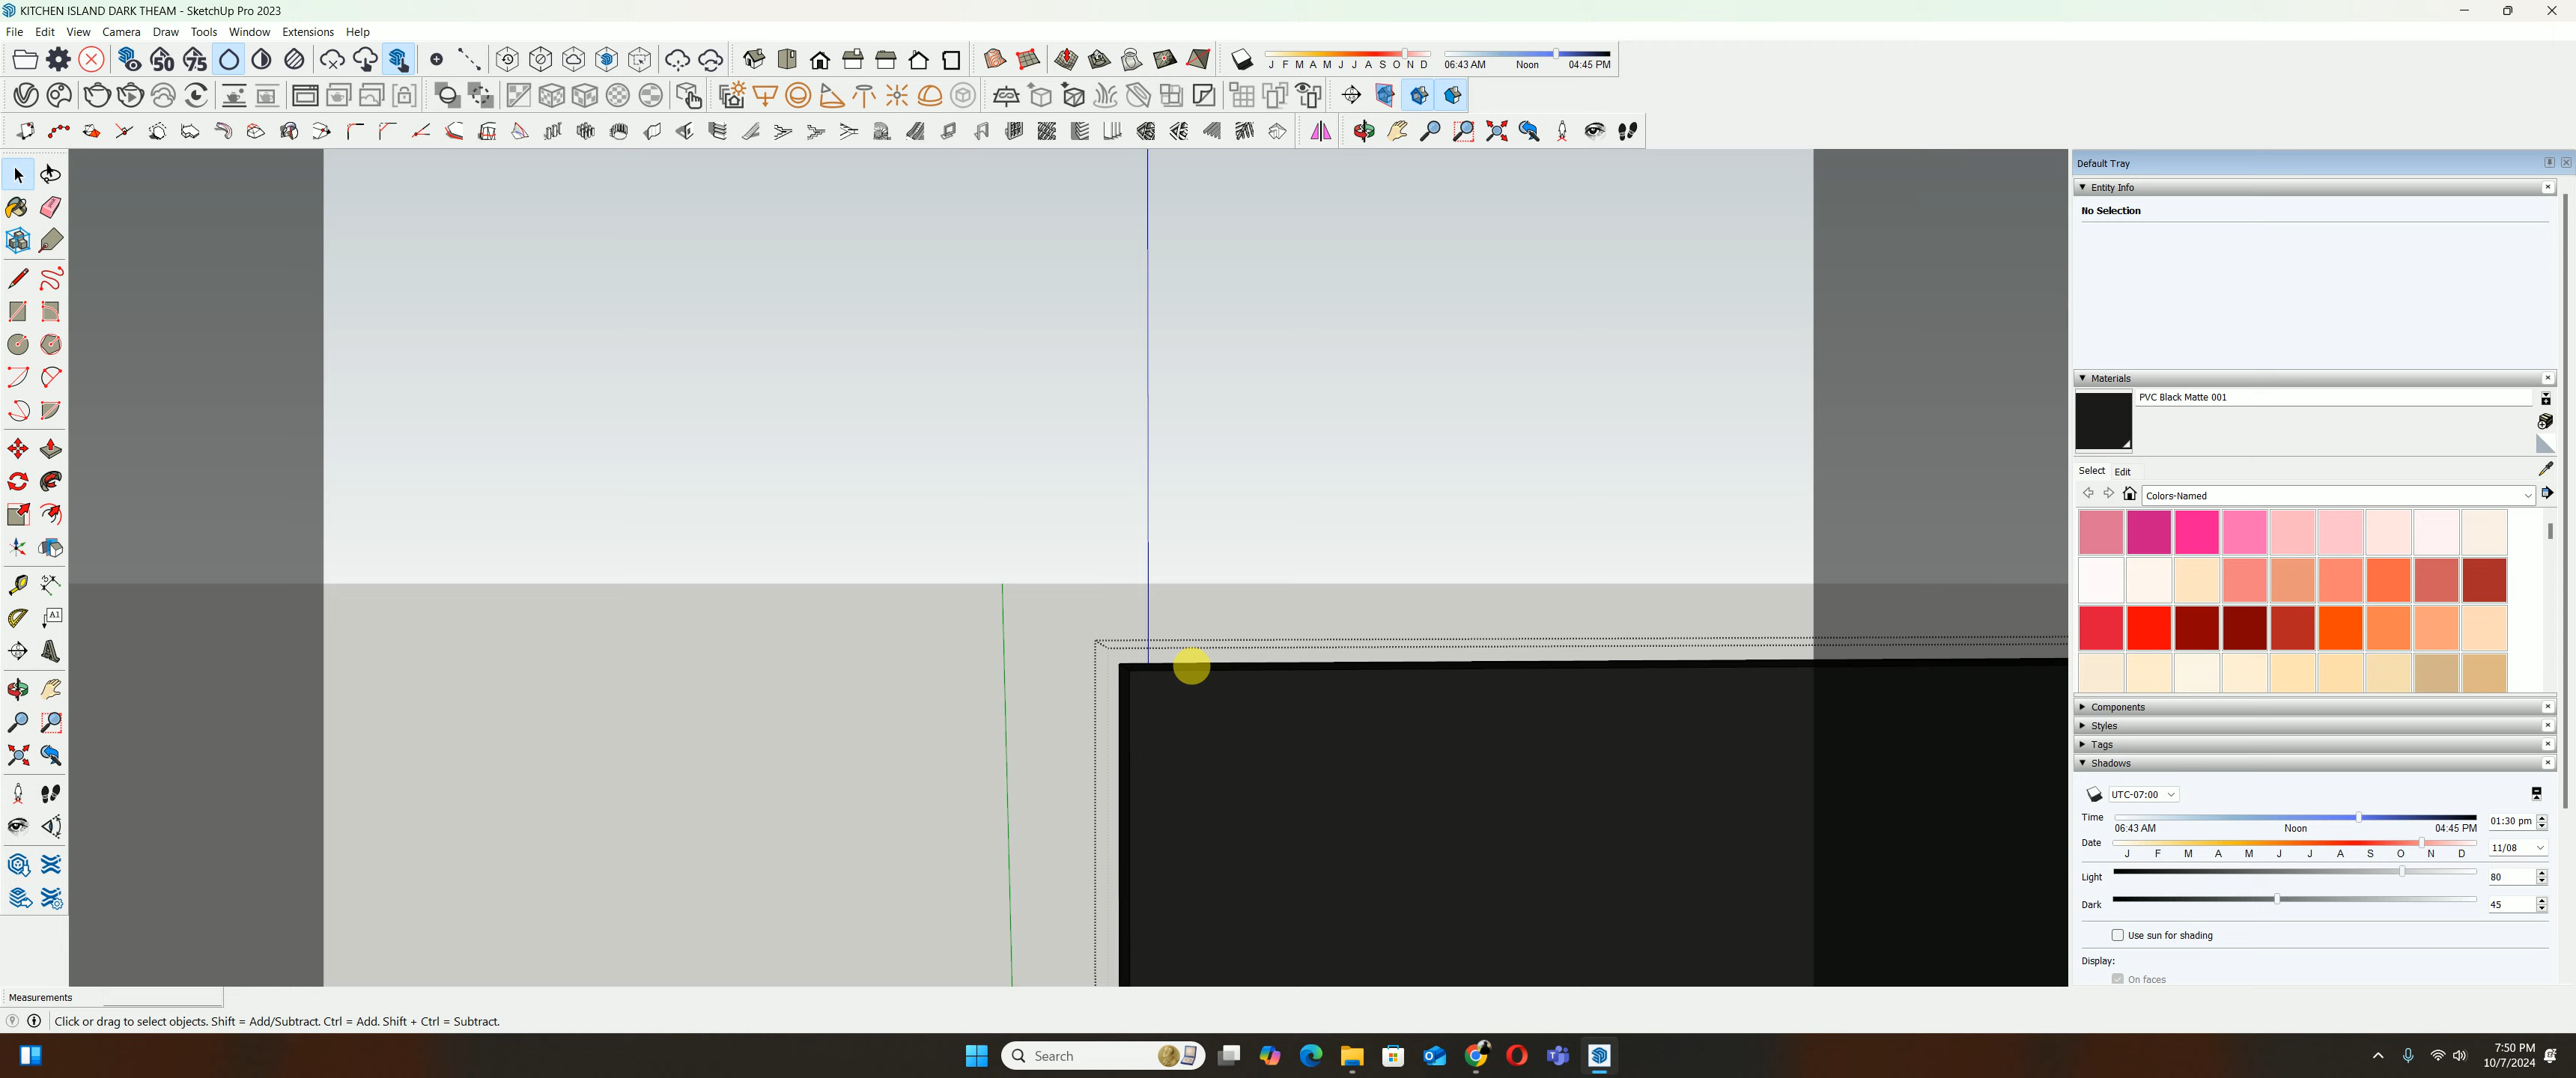 KITCHEN ISLAND DARK THEAM - SketchUp Pro 2023
File Edit View Camera Draw Tools Window Extensions Help
50 75
J F M A M J J A S O N D 06:43 AM Noon 04:45 PM
Default Tray
Entity Info
No Selection
Materials
PVC Black Matte 001
Select Edit
Colors-Named
A1
Components
Styles
Tags
Shadows
UTC-07:00
Time 01:30 pm
06:43 AM Noon 04:45 PM
Date 11/08
J F M A M J J A S O N D
Light 80
Dark 45
Use sun for shading
Display:
On faces
Measurements
Click or drag to select objects. Shift = Add/Subtract. Ctrl = Add. Shift + Ctrl = Subtract.
Search
7:50 PM
10/7/2024